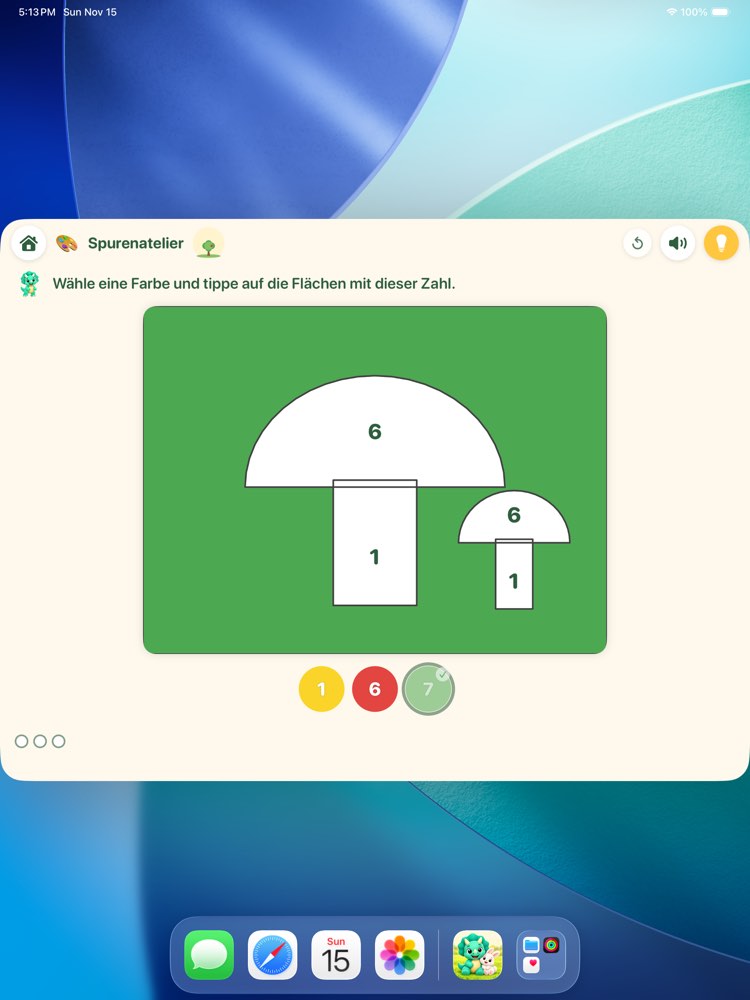 5:13 PM Sun Nov 15
100%
Spurenatelier
Wähle eine Farbe und tippe auf die Flächen mit dieser Zahl.
6
6
1
1
1 6 7
Sun
15